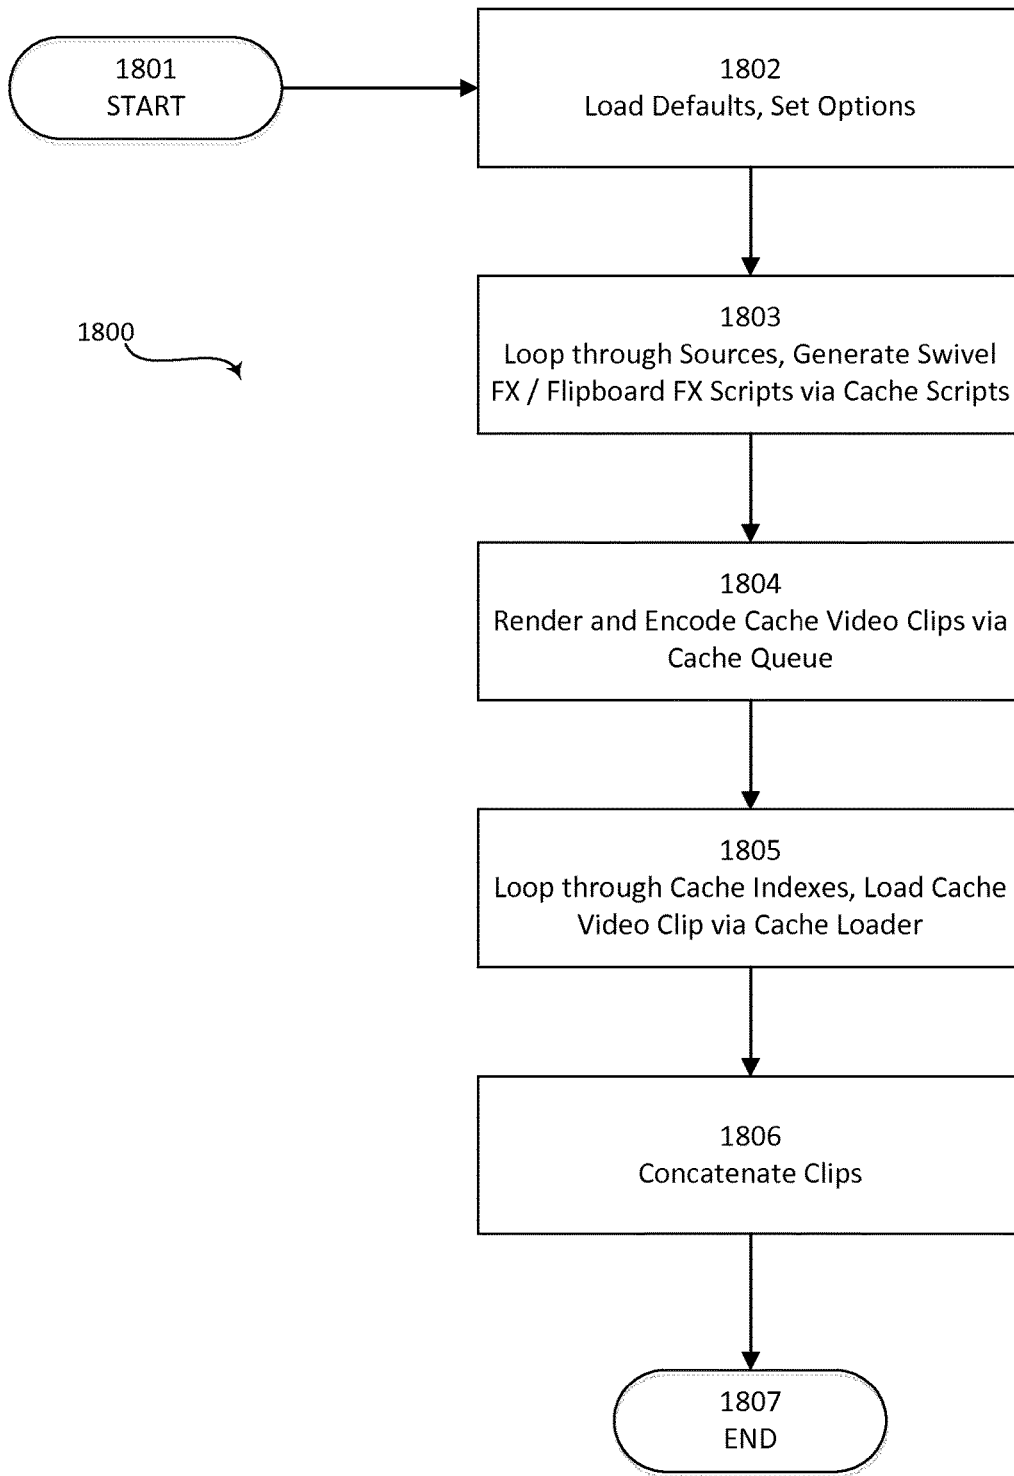 1801
START
1802
Load Defaults, Set Options
1803
Loop through Sources, Generate Swivel
FX / Flipboard FX Scripts via Cache Scripts
1800
1804
Render and Encode Cache Video Clips via
Cache Queue
1805
Loop through Cache Indexes, Load Cache
Video Clip via Cache Loader
1806
Concatenate Clips
1807
END